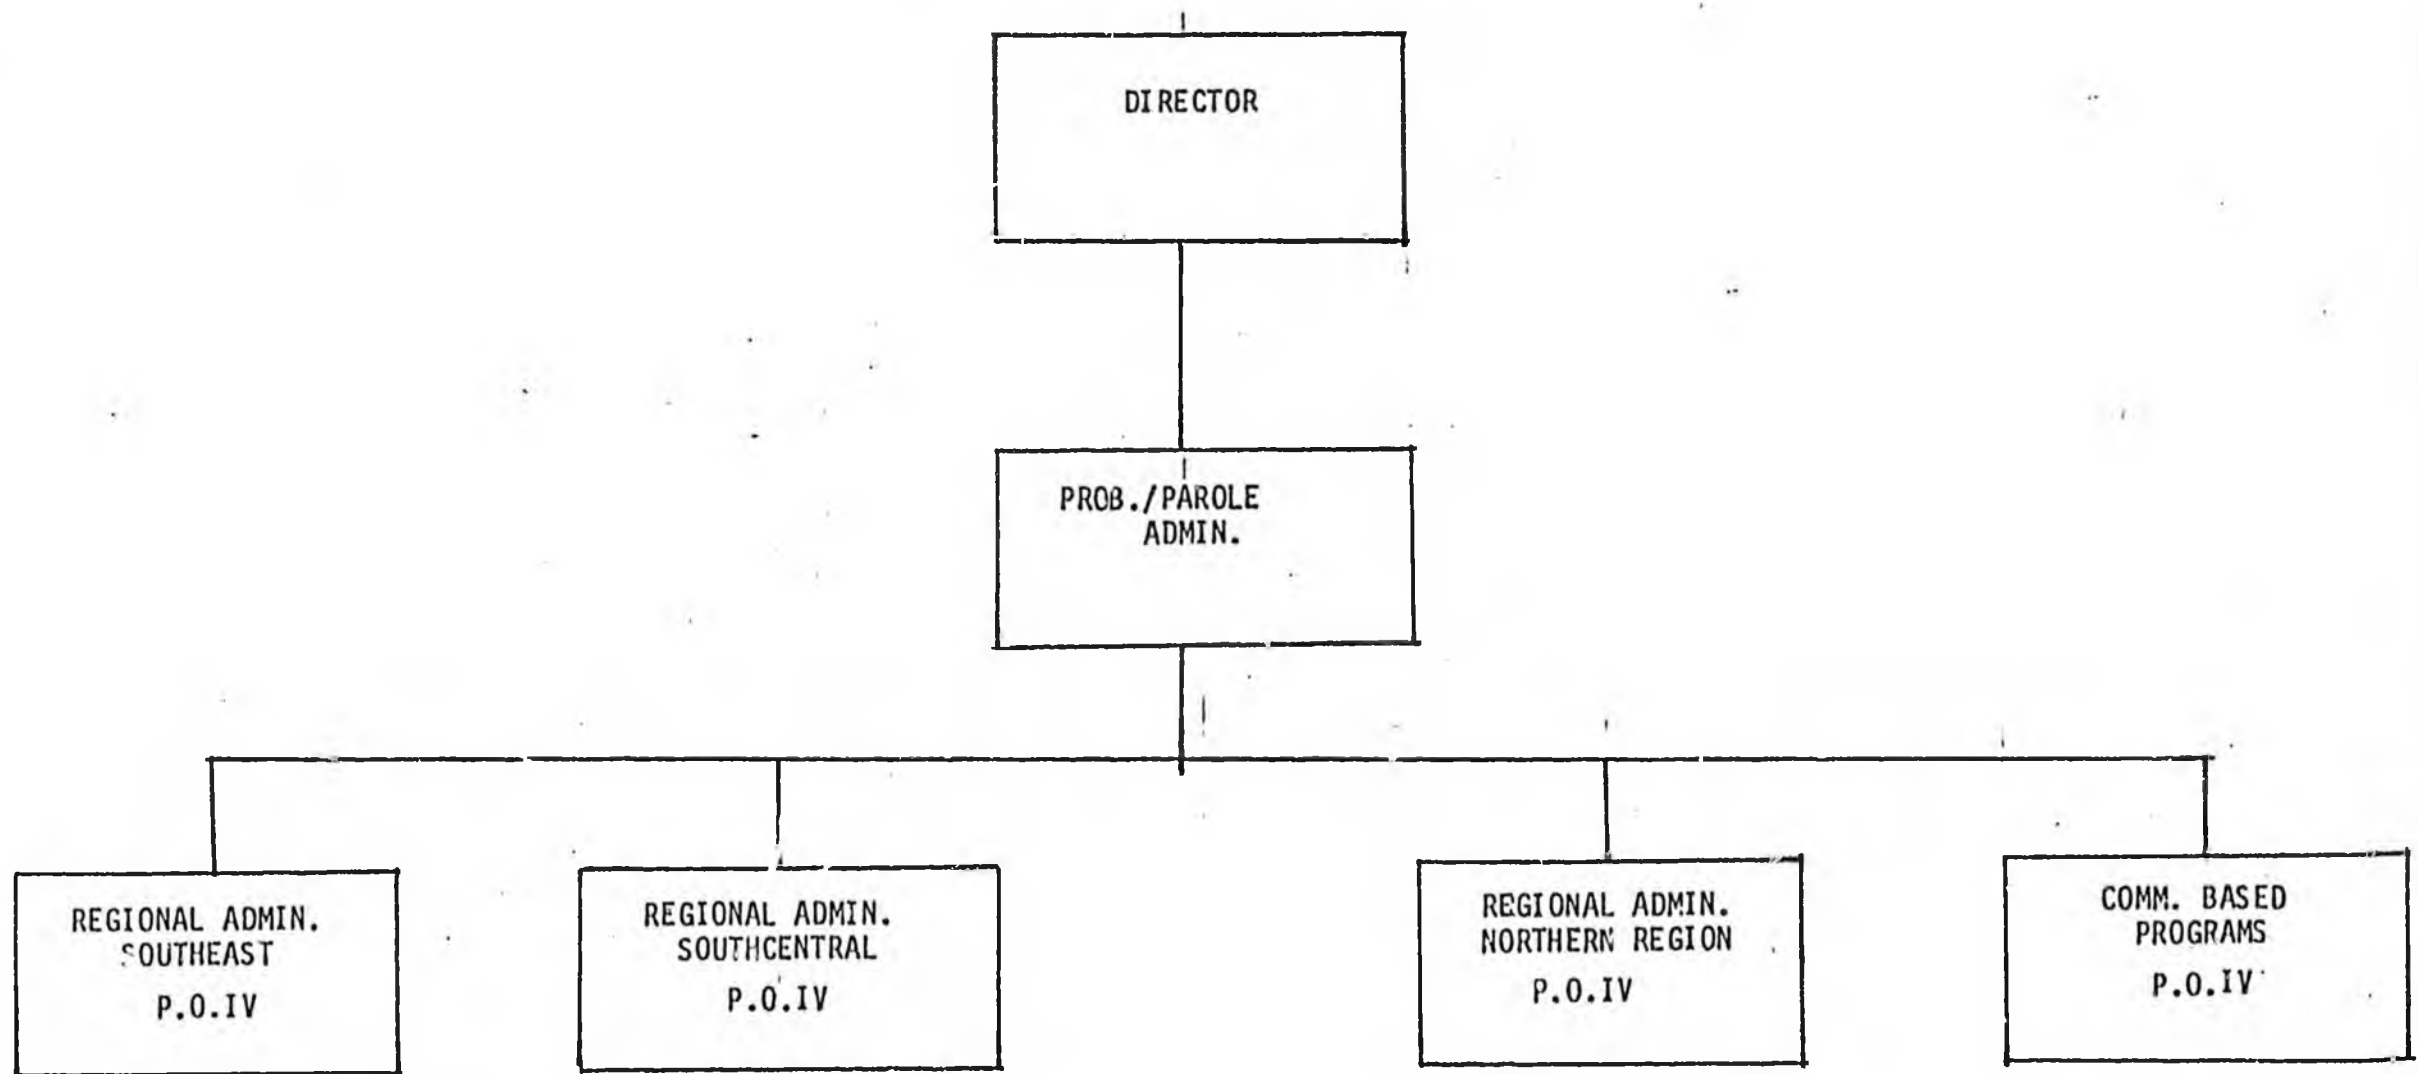 DIRECTOR
PROB./PAROLE
ADMIN.
REGIONAL ADMIN.
SOUTHEAST
P.O.IV
REGIONAL ADMIN.
SOUTHCENTRAL
P.O.IV
REGIONAL ADMIN.
NORTHERN REGION
P.O.IV
COMM. BASED
PROGRAMS
P.O.IV